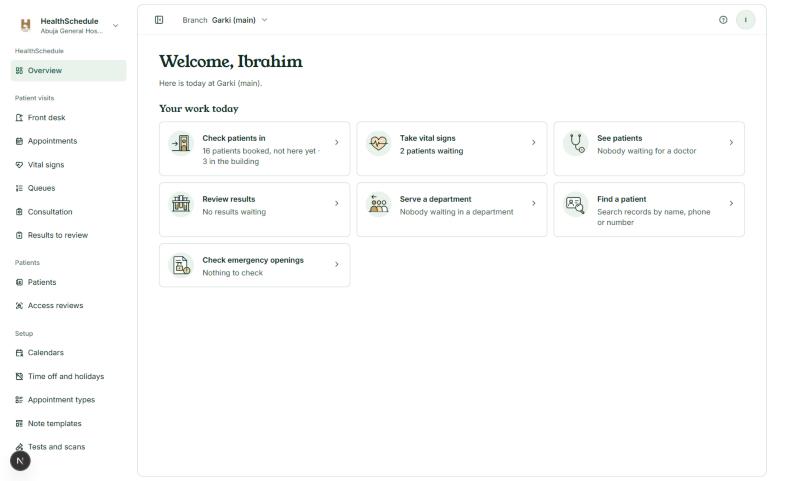 HealthSchedule
Abuja General Hos...
HealthSchedule
Overview
Patient visits
Front desk
Appointments
Vital signs
Queues
Consultation
Results to review
Patients
Patients
Access reviews
Setup
Calendars
Time off and holidays
Appointment types
Note templates
Tests and scans
N
Branch Garki (main)
I
Welcome, Ibrahim
Here is today at Garki (main).
Your work today
Check patients in
16 patients booked, not here yet ·
3 in the building
Take vital signs
2 patients waiting
See patients
Nobody waiting for a doctor
Review results
No results waiting
Serve a department
Nobody waiting in a department
Find a patient
Search records by name, phone
or number
Check emergency openings
Nothing to check